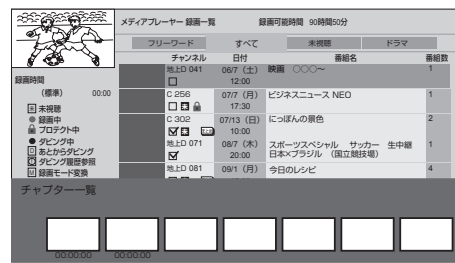 メディアプレーヤー 録画一覧 録画可能時間 90時間50分
フリーワード すべて 未視聴 ドラマ
チャンネル 日付 番組名 番組数
地上D 041 06/7（土） 映画 ○○○～ 1
12:00
C 256 07/7（月） ビジネスニュース NEO 1
17:30
C 302 07/13（日） にっぽんの景色 2
10:00
地上D 071 08/7（木） スポーツスペシャル サッカー 生中継 1
20:00 日本×ブラジル （国立競技場）
地上D 081 09/1（月） 今日のレシピ 4
録画時間
（標準） 00:00
未視聴
録画中
プロテクト中
ダビング中
あとからダビング
ダビング履歴参照
録画モード変換
チャプター一覧
00:00:00 00:00:00